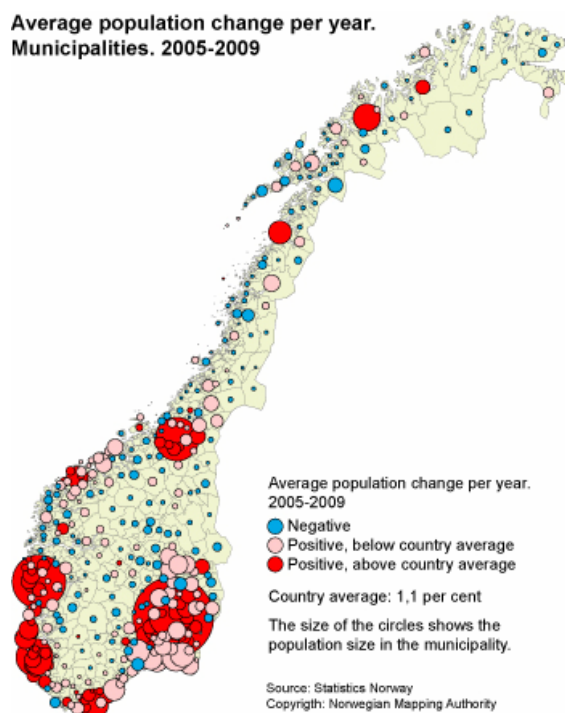 Average population change per year.
Municipalities. 2005-2009
Average population change per year.
2005-2009
Negative
Positive, below country average
Positive, above country average
Country average: 1,1 per cent
The size of the circles shows the
population size in the municipality.
Source: Statistics Norway
Copyrigth: Norwegian Mapping Authority